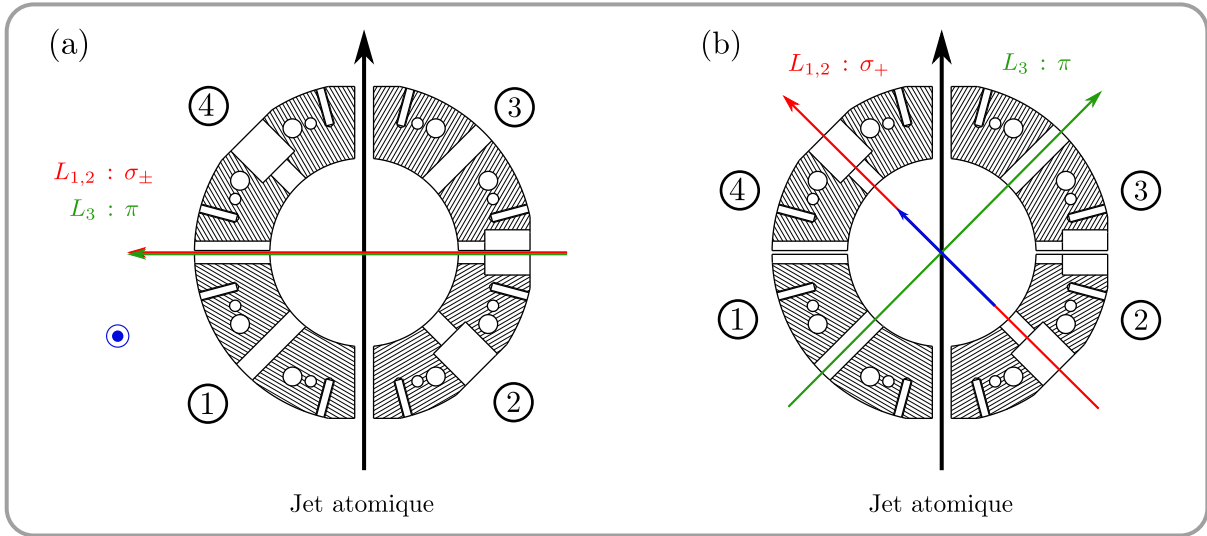 (a)
④
③
L₁,₂ : σ±
L₃ : π
①
②
Jet atomique
(b)
L₁,₂ : σ₊
L₃ : π
④
③
①
②
Jet atomique